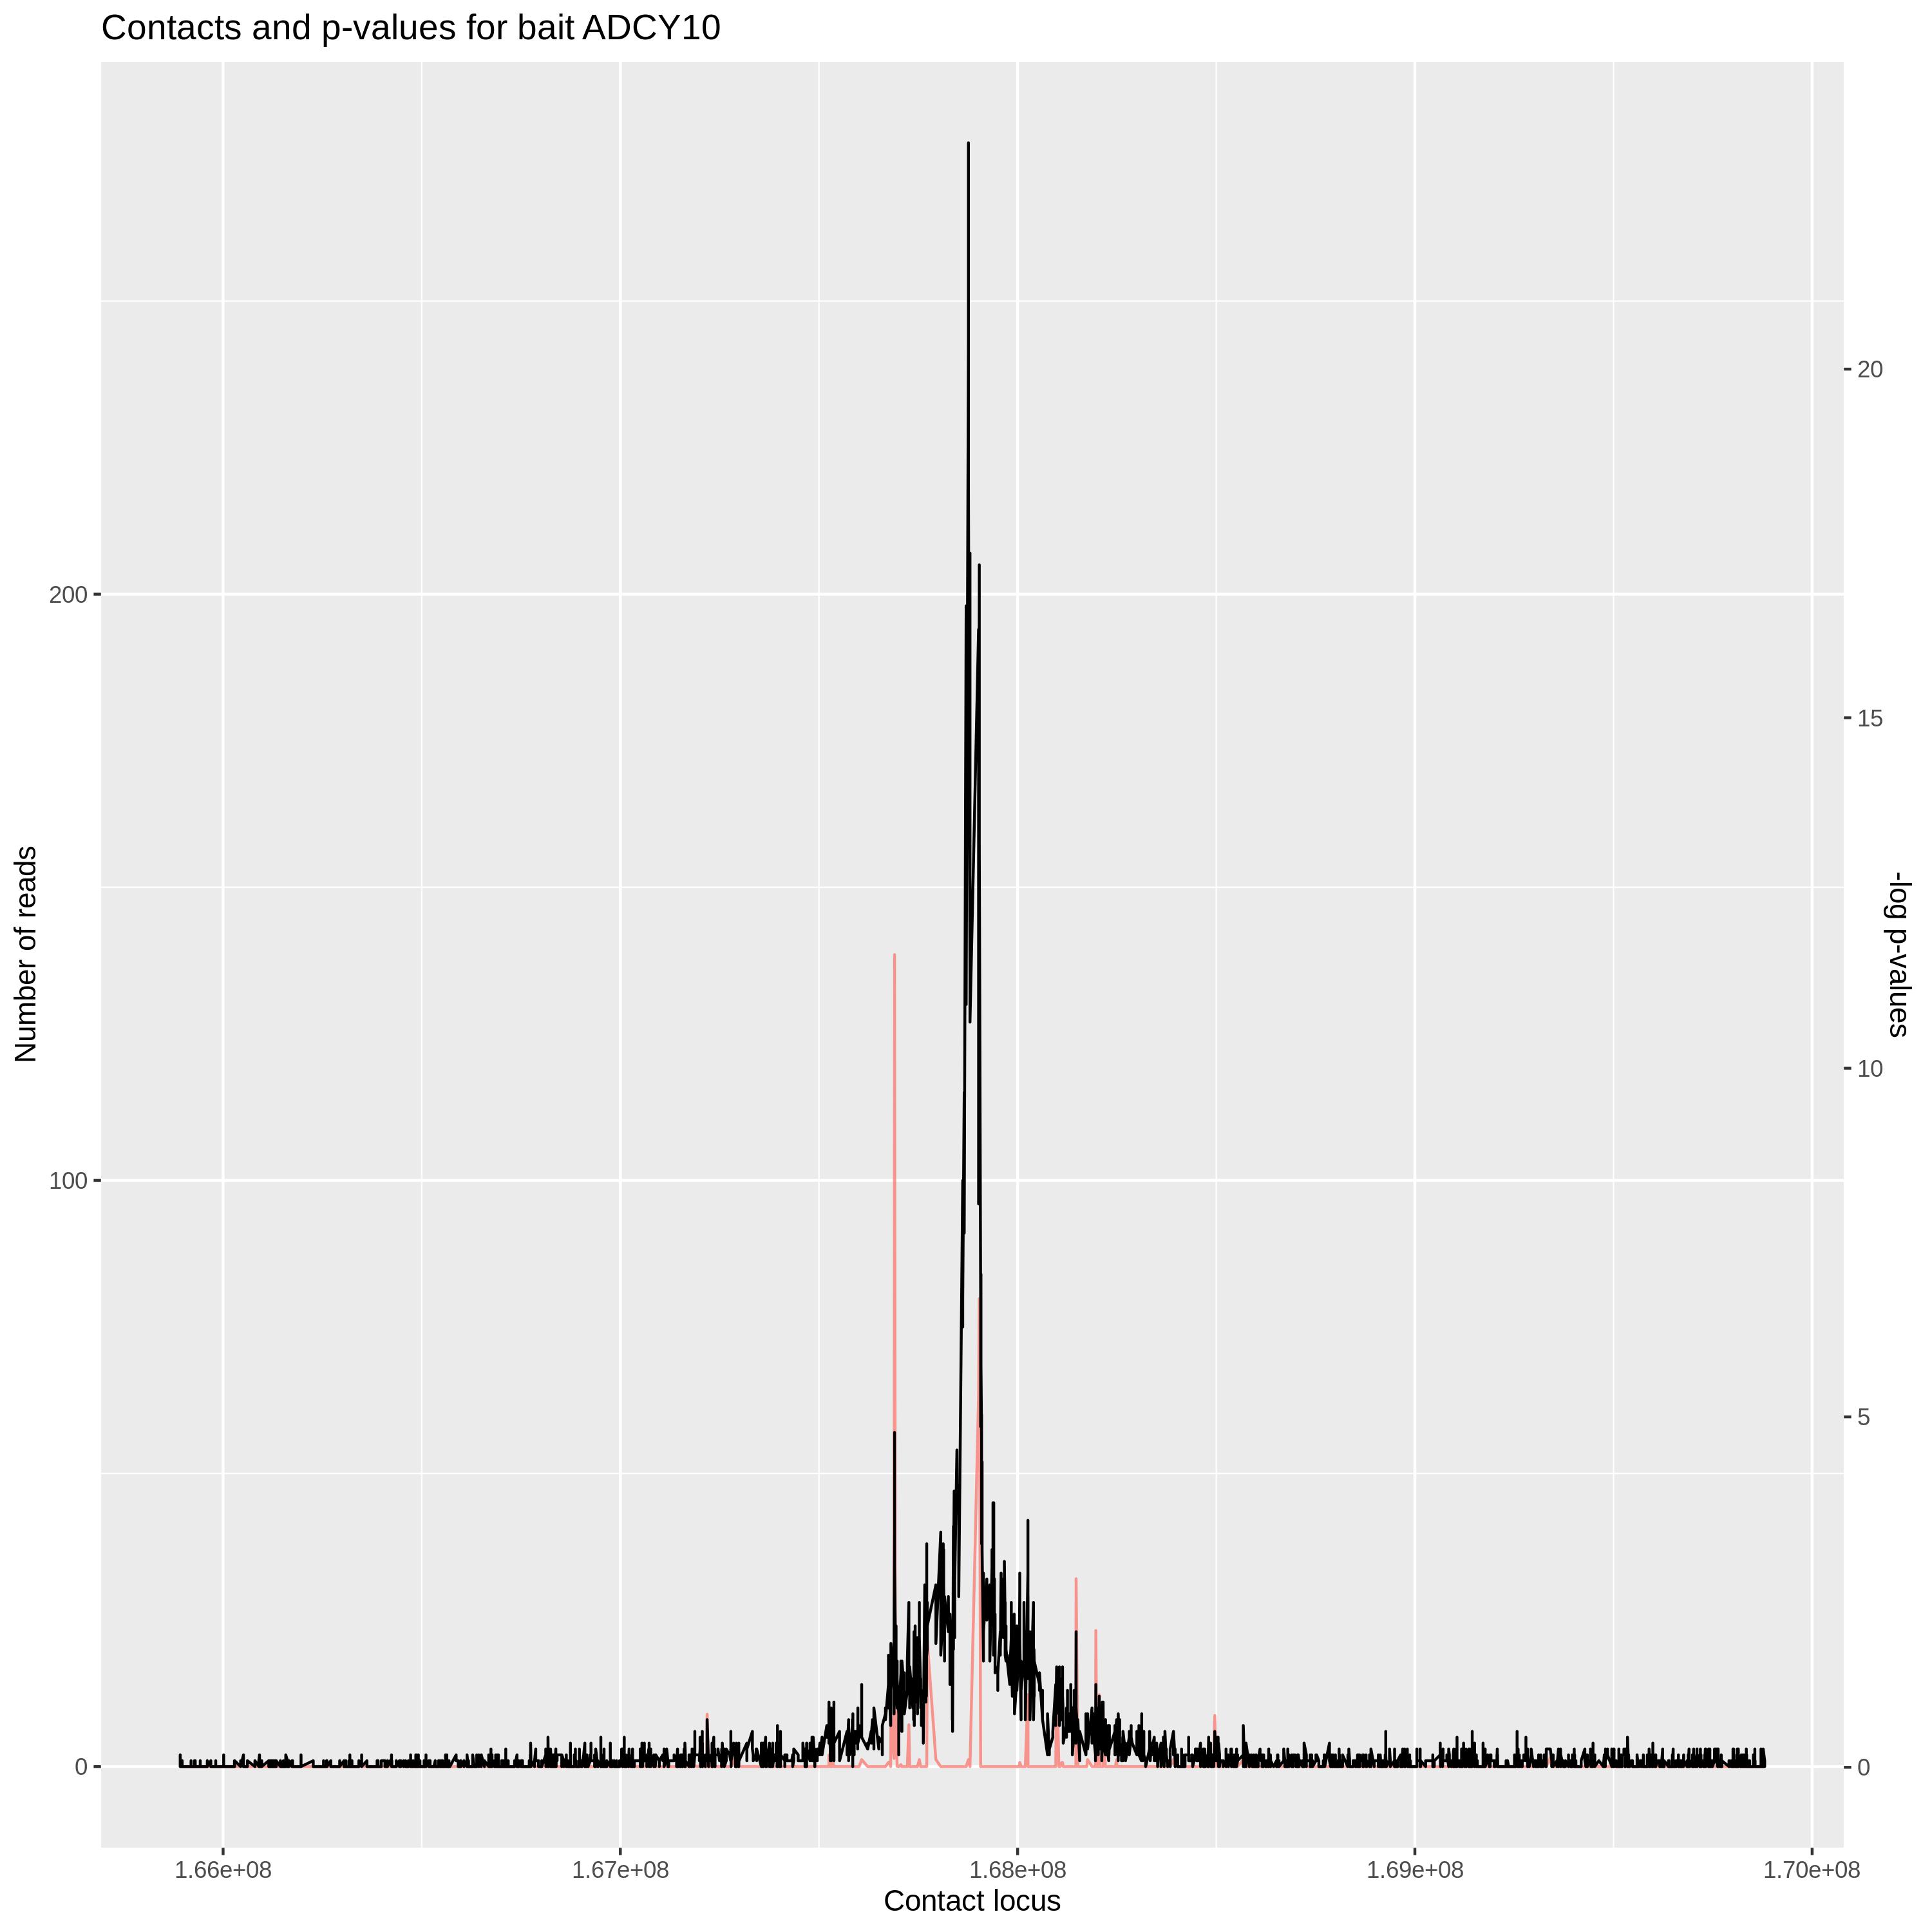 Contacts and p-values for bait ADCY10
Number of reads
200
100
0
20
15
10
5
0
-log p-values
1.66e+08
1.67e+08
1.68e+08
1.69e+08
1.70e+08
Contact locus